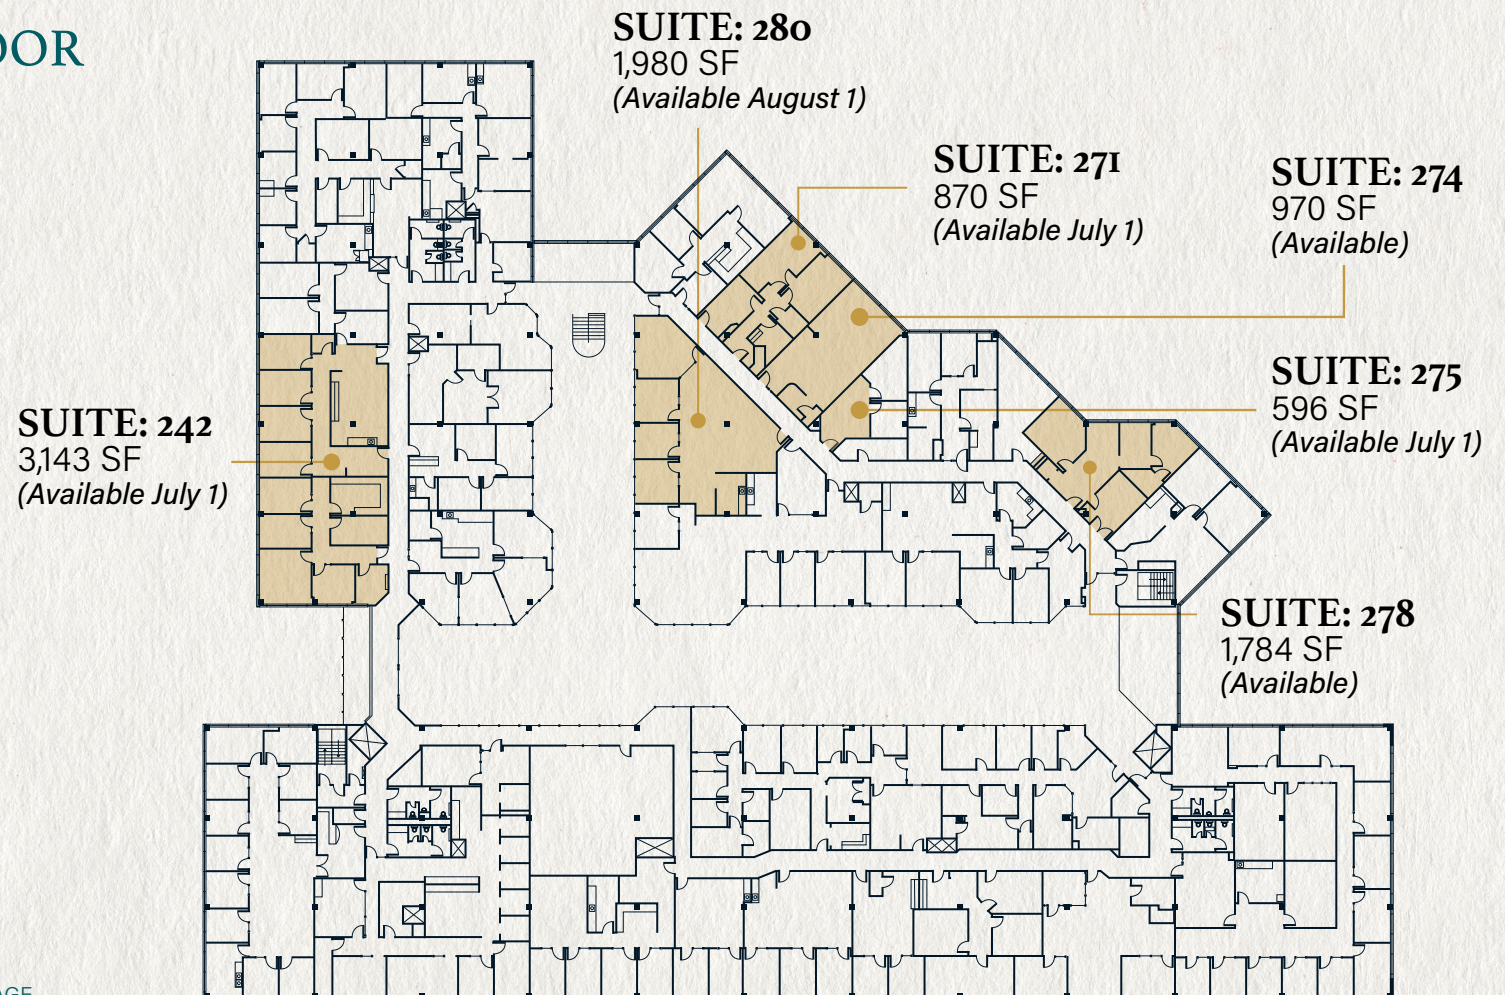 OOR
SUITE: 280
1,980 SF
(Available August 1)
SUITE: 271
870 SF
(Available July 1)
SUITE: 274
970 SF
(Available)
SUITE: 275
596 SF
(Available July 1)
SUITE: 242
3,143 SF
(Available July 1)
SUITE: 278
1,784 SF
(Available)
AGE